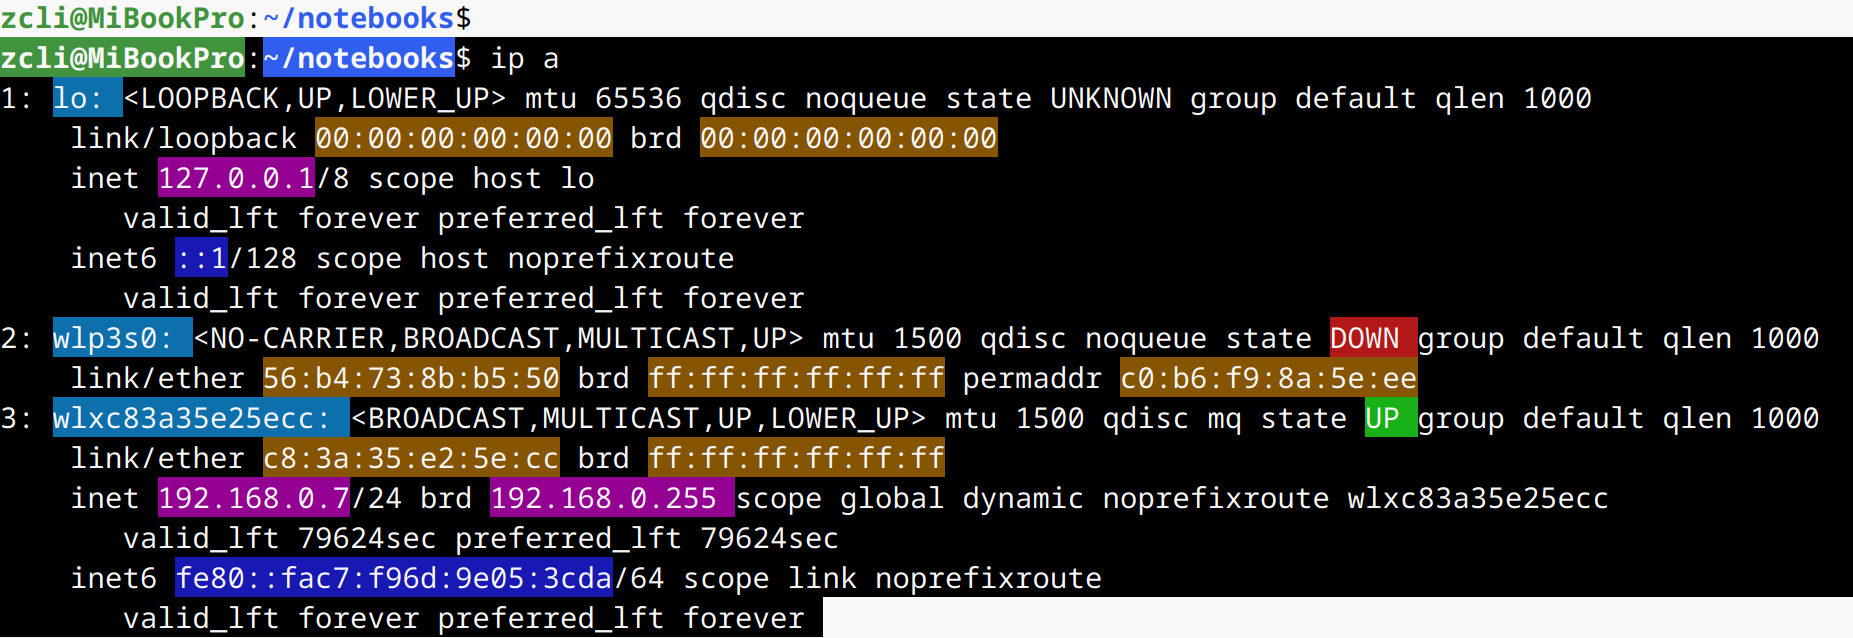 zcli@MiBookPro:~/notebooks$
zcli@MiBookPro:~/notebooks$ ip a
1: lo: <LOOPBACK,UP,LOWER_UP> mtu 65536 qdisc noqueue state UNKNOWN group default qlen 1000
    link/loopback 00:00:00:00:00:00 brd 00:00:00:00:00:00
    inet 127.0.0.1/8 scope host lo
       valid_lft forever preferred_lft forever
    inet6 ::1/128 scope host noprefixroute
       valid_lft forever preferred_lft forever
2: wlp3s0: <NO-CARRIER,BROADCAST,MULTICAST,UP> mtu 1500 qdisc noqueue state DOWN group default qlen 1000
    link/ether 56:b4:73:8b:b5:50 brd ff:ff:ff:ff:ff:ff permaddr c0:b6:f9:8a:5e:ee
3: wlxc83a35e25ecc: <BROADCAST,MULTICAST,UP,LOWER_UP> mtu 1500 qdisc mq state UP group default qlen 1000
    link/ether c8:3a:35:e2:5e:cc brd ff:ff:ff:ff:ff:ff
    inet 192.168.0.7/24 brd 192.168.0.255 scope global dynamic noprefixroute wlxc83a35e25ecc
       valid_lft 79624sec preferred_lft 79624sec
    inet6 fe80::fac7:f96d:9e05:3cda/64 scope link noprefixroute
       valid_lft forever preferred_lft forever